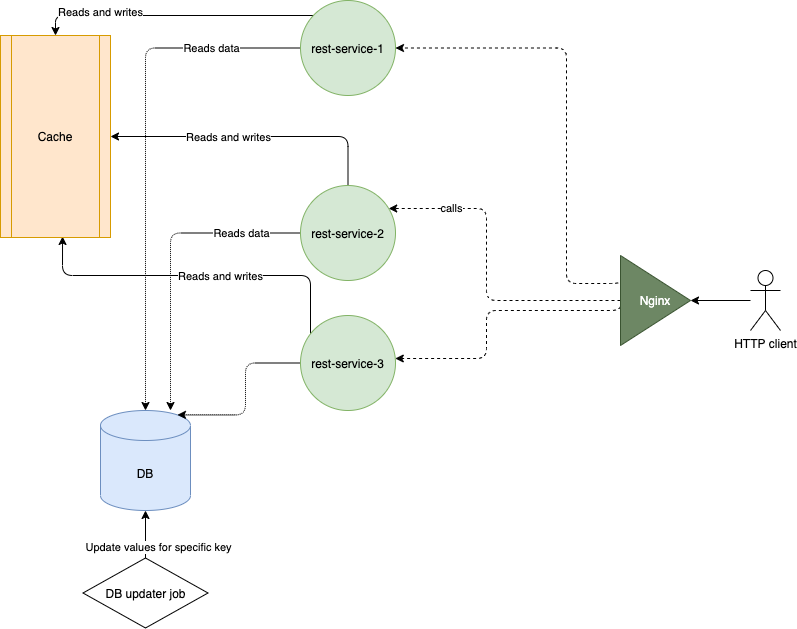 Reads and writes
rest-service-1
Reads data
Cache
Reads and writes
calls
rest-service-2
Reads data
Reads and writes
Nginx
HTTP client
rest-service-3
DB
Update values for specific key
DB updater job